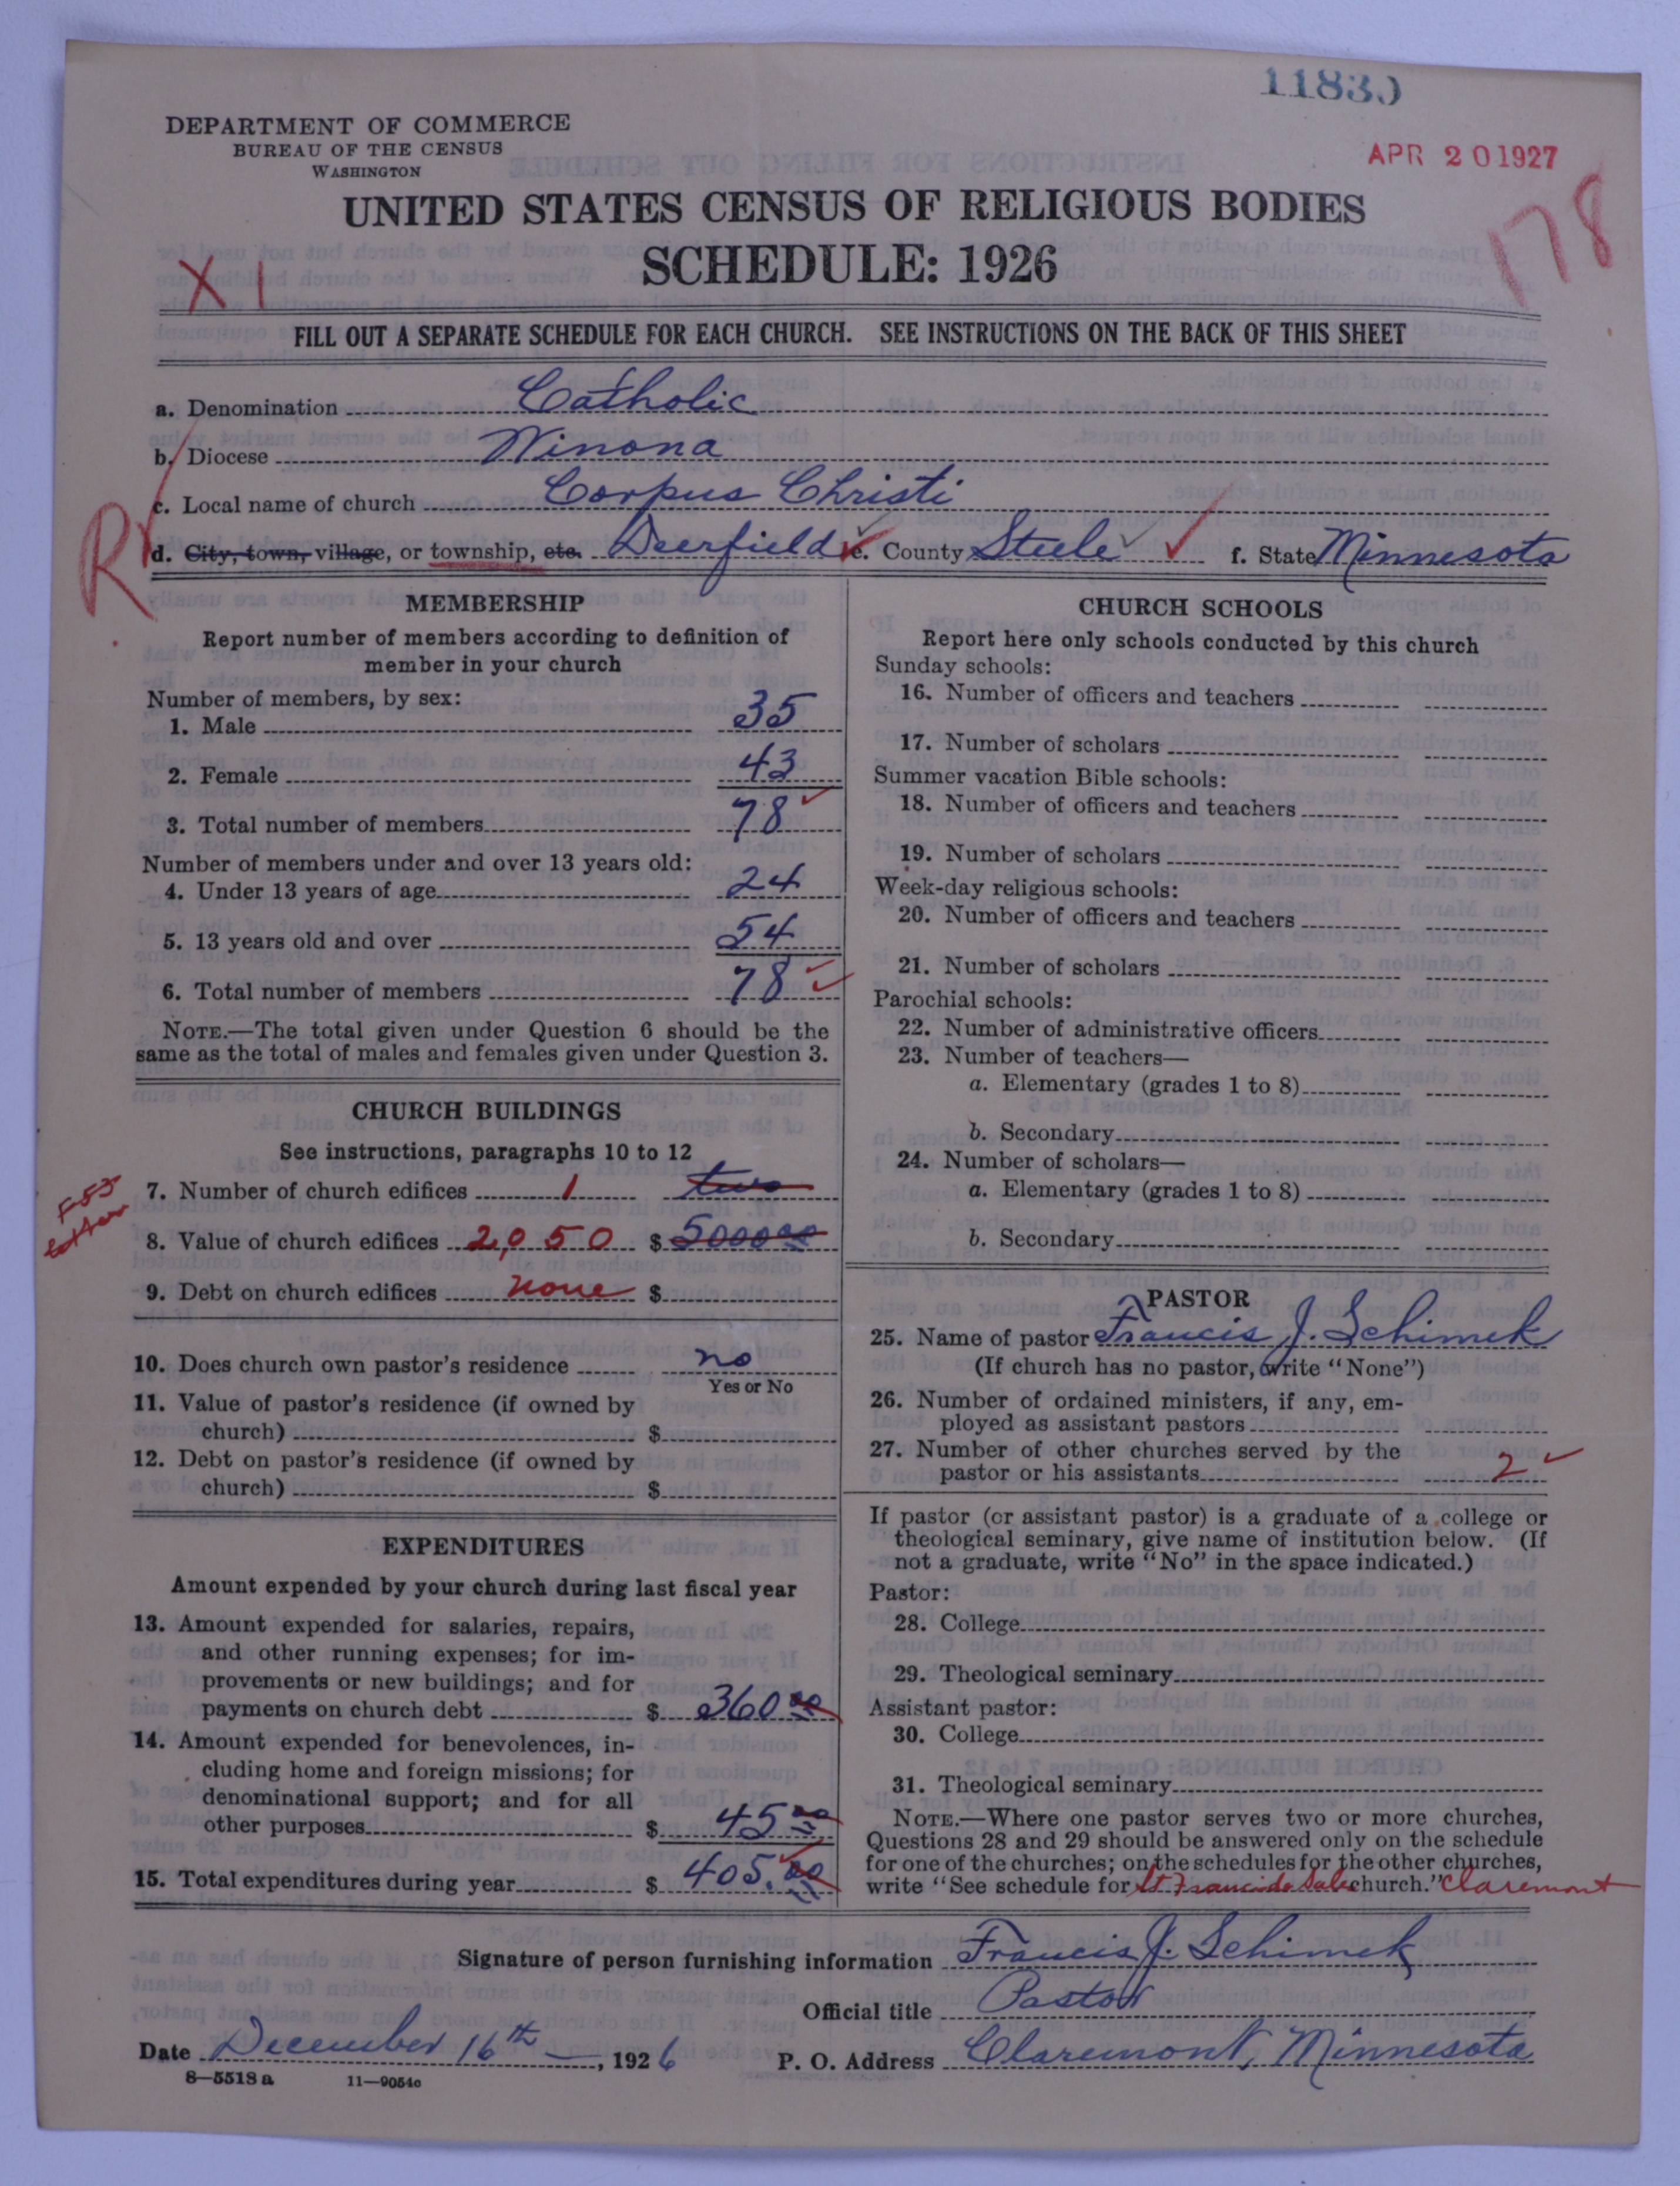 1183
APR 20 1927
DEPARTMENT OF COMMERCE
BUREAU OF THE CENSUS
WASHINGTON
178
UNITED STATES CENSUS OF RELIGIOUS BODIES
SCHEDULE: 1926
X I
FILL OUT A SEPARATE SCHEDULE FOR EACH CHURCH. SEE INSTRUCTIONS ON THE BACK OF THIS SHEET
a. Denomination Catholic
b. Diocese Winona
c. Local name of church Corpus Christi
R
d. City, town, village, or township, etc. Deerfield e. County Steele f. State Minnesota
MEMBERSHIP
Report number of members according to definition of
member in your church
Number of members, by sex:
1. Male 35
2. Female 43
3. Total number of members 78
Number of members under and over 13 years old:
4. Under 13 years of age 24
5. 13 years old and over 54
6. Total number of members 78
NOTE.—The total given under Question 6 should be the
same as the total of males and females given under Question 3.
CHURCH BUILDINGS
See instructions, paragraphs 10 to 12
7. Number of church edifices 1 two
F-53
letter
8. Value of church edifices 2,050 $ 5000 00
9. Debt on church edifices none $
10. Does church own pastor's residence no
Yes or No
11. Value of pastor's residence (if owned by
church) $
12. Debt on pastor's residence (if owned by
church) $
EXPENDITURES
Amount expended by your church during last fiscal year
13. Amount expended for salaries, repairs,
and other running expenses; for im-
provements or new buildings; and for
payments on church debt $ 360 00
14. Amount expended for benevolences, in-
cluding home and foreign missions; for
denominational support; and for all
other purposes $ 45 00
15. Total expenditures during year $ 405.00
CHURCH SCHOOLS
Report here only schools conducted by this church
Sunday schools:
16. Number of officers and teachers
17. Number of scholars
Summer vacation Bible schools:
18. Number of officers and teachers
19. Number of scholars
Week-day religious schools:
20. Number of officers and teachers
21. Number of scholars
Parochial schools:
22. Number of administrative officers
23. Number of teachers—
a. Elementary (grades 1 to 8)
b. Secondary
24. Number of scholars—
a. Elementary (grades 1 to 8)
b. Secondary
PASTOR
25. Name of pastor Francis J. Schimek
(If church has no pastor, write "None")
26. Number of ordained ministers, if any, em-
ployed as assistant pastors
27. Number of other churches served by the
pastor or his assistants 2
If pastor (or assistant pastor) is a graduate of a college or
theological seminary, give name of institution below. (If
not a graduate, write "No" in the space indicated.)
Pastor:
28. College
29. Theological seminary
Assistant pastor:
30. College
31. Theological seminary
NOTE.—Where one pastor serves two or more churches,
Questions 28 and 29 should be answered only on the schedule
for one of the churches; on the schedules for the other churches,
write "See schedule for St Francis de Sales church." Claremont
Signature of person furnishing information Francis J. Schimek
Official title Pastor
Date December 16th, 1926 P. O. Address Claremont, Minnesota
8—5518 a 11—9054c